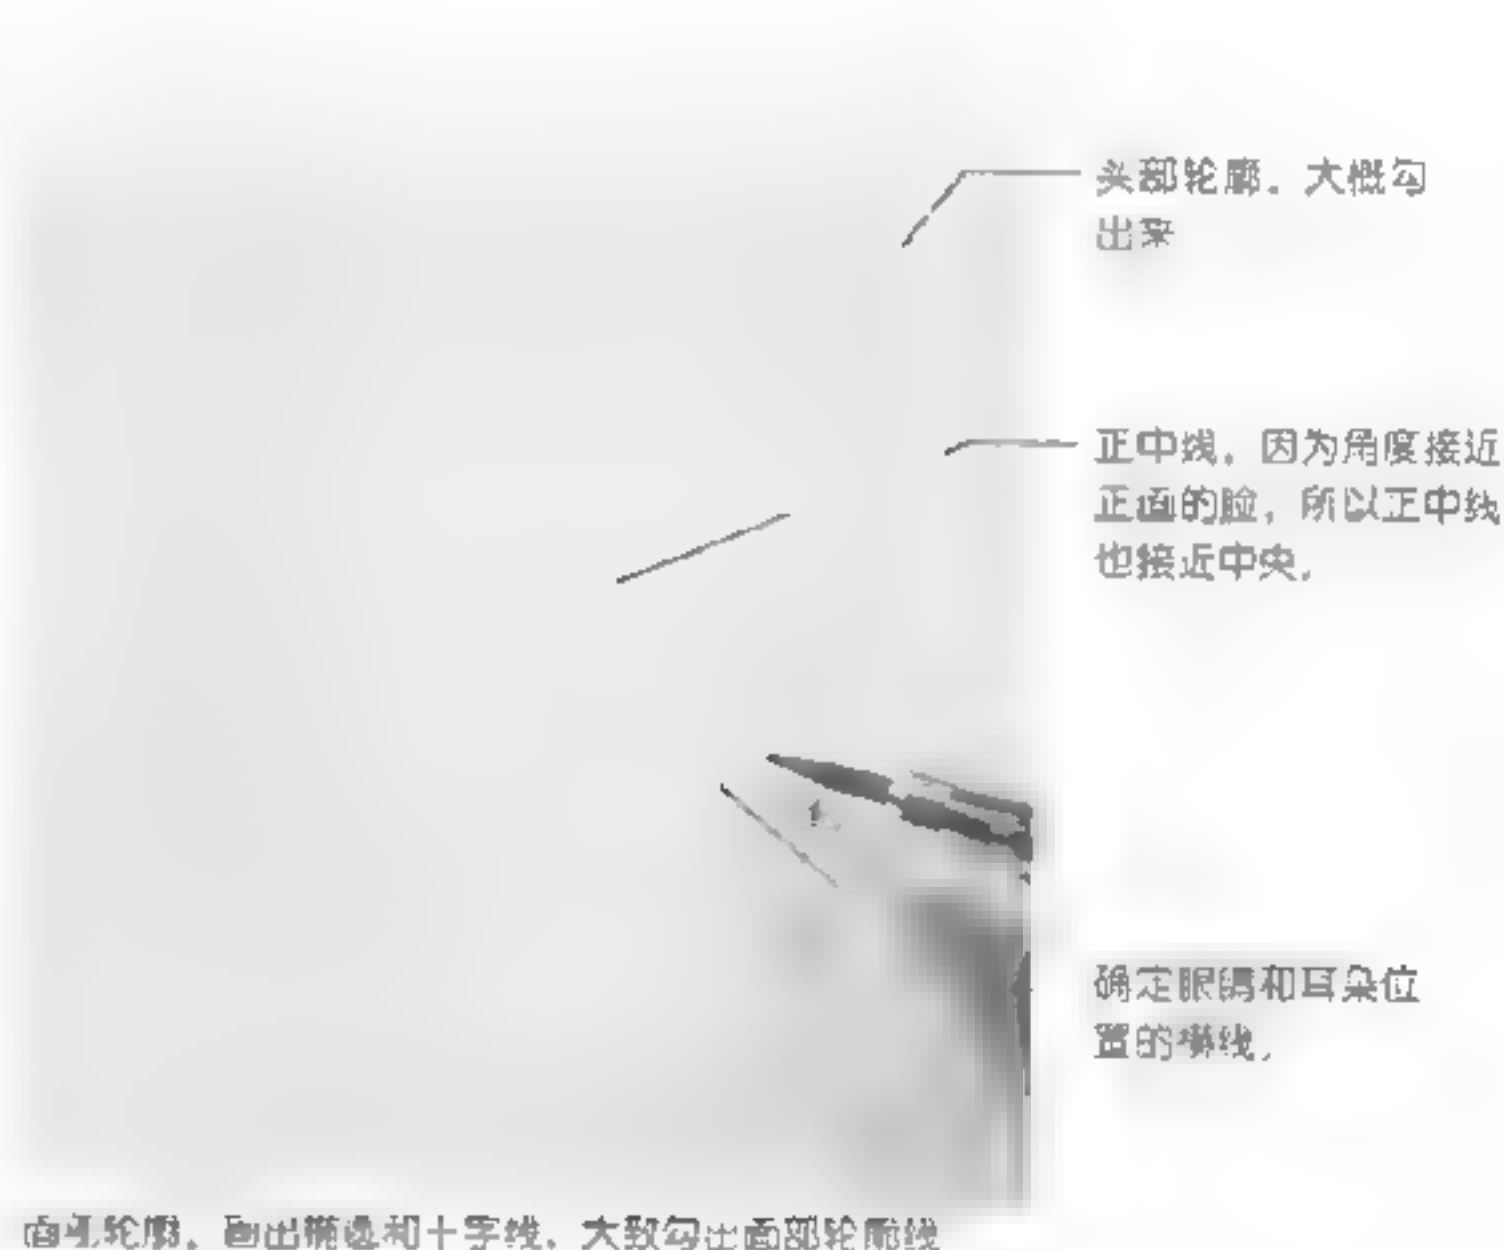 头部轮廓。大概勾
出来
正中线。因为角度接近
正面的脸，所以正中线
也接近中央。
确定眼睛和耳朵位
置的横线。
面孔轮廓。画出椭圆和十字线。大致勾出面部轮廓线